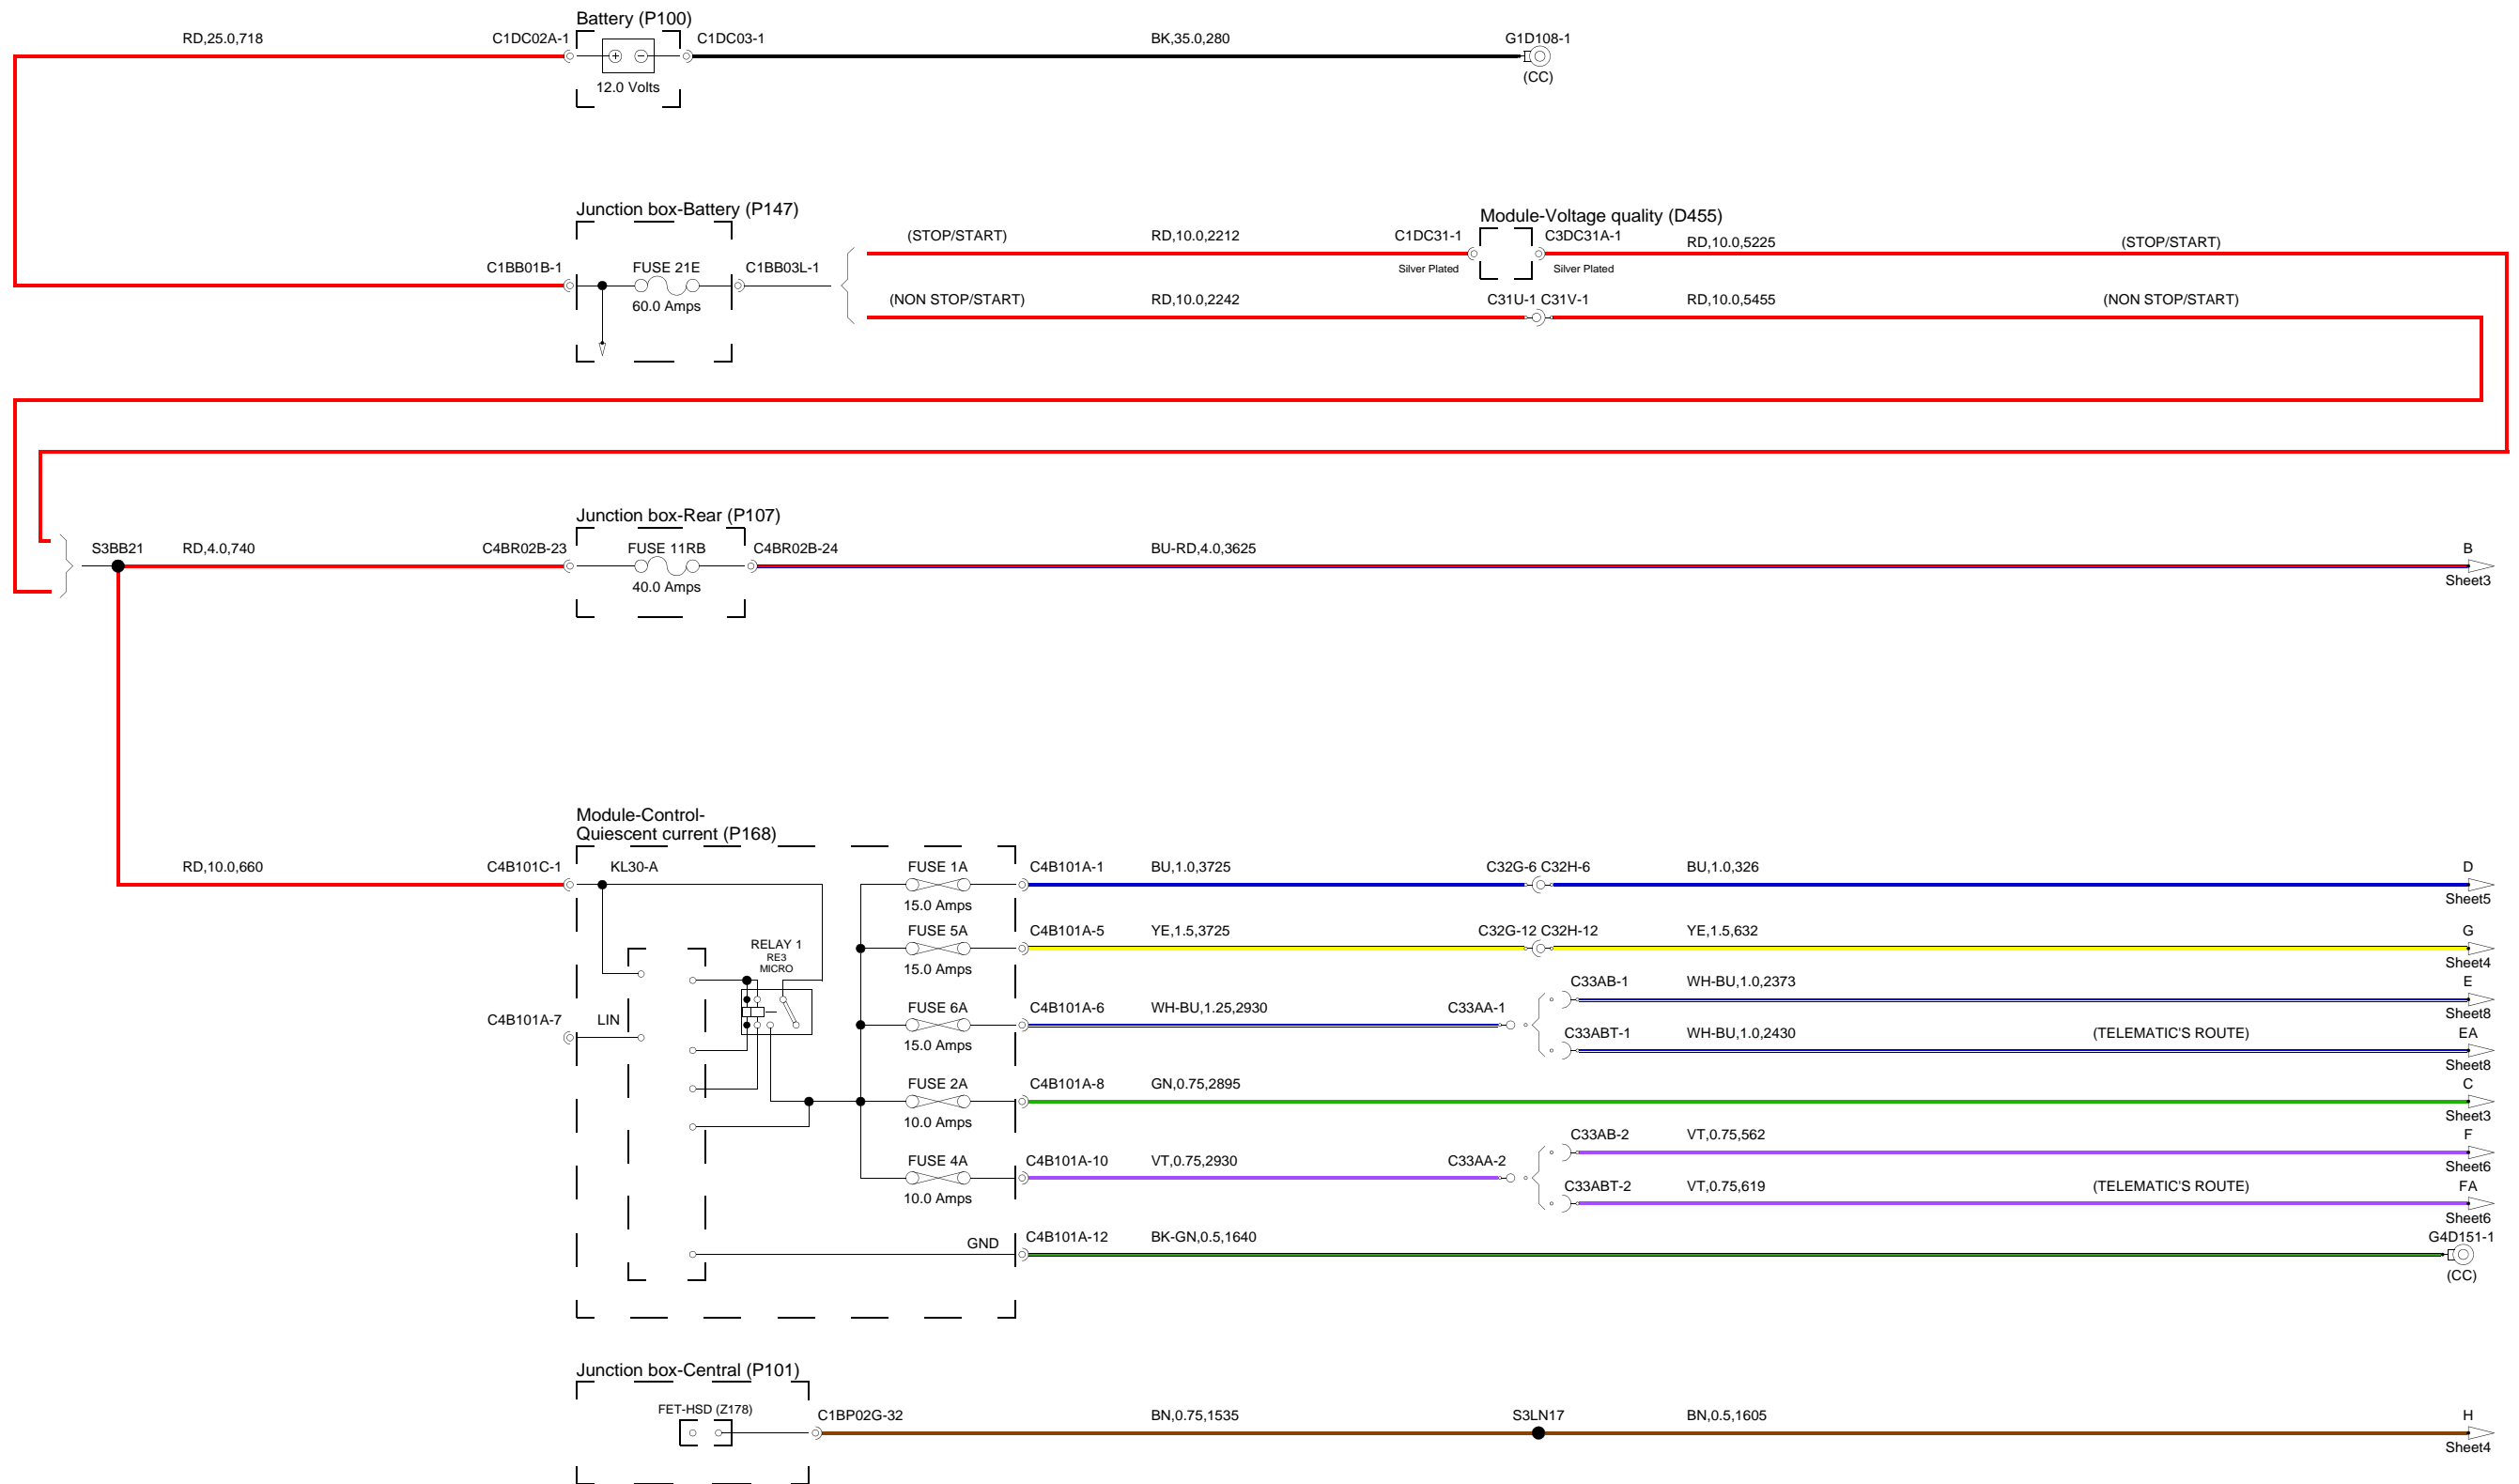 Battery (P100)
RD,25.0,718
C1DC02A-1
C1DC03-1
BK,35.0,280
G1D108-1
12.0 Volts
(CC)
Junction box-Battery (P147)
Module-Voltage quality (D455)
(STOP/START)
RD,10.0,2212
C1DC31-1
C3DC31A-1
RD,10.0,5225
(STOP/START)
C1BB01B-1
FUSE 21E
C1BB03L-1
Silver Plated
Silver Plated
60.0 Amps
(NON STOP/START)
RD,10.0,2242
C31U-1 C31V-1
RD,10.0,5455
(NON STOP/START)
Junction box-Rear (P107)
S3BB21
RD,4.0,740
C4BR02B-23
FUSE 11RB
C4BR02B-24
BU-RD,4.0,3625
B
40.0 Amps
Sheet3
Module-Control-
Quiescent current (P168)
RD,10.0,660
C4B101C-1
KL30-A
FUSE 1A
C4B101A-1
BU,1.0,3725
C32G-6 C32H-6
BU,1.0,326
D
15.0 Amps
Sheet5
FUSE 5A
C4B101A-5
YE,1.5,3725
C32G-12 C32H-12
YE,1.5,632
G
RELAY 1
RE3
MICRO
15.0 Amps
Sheet4
C33AB-1
WH-BU,1.0,2373
E
FUSE 6A
C4B101A-6
WH-BU,1.25,2930
C33AA-1
Sheet8
C4B101A-7
LIN
15.0 Amps
C33ABT-1
WH-BU,1.0,2430
(TELEMATIC'S ROUTE)
EA
Sheet8
FUSE 2A
C4B101A-8
GN,0.75,2895
C
10.0 Amps
Sheet3
C33AB-2
VT,0.75,562
F
FUSE 4A
C4B101A-10
VT,0.75,2930
C33AA-2
Sheet6
10.0 Amps
C33ABT-2
VT,0.75,619
(TELEMATIC'S ROUTE)
FA
Sheet6
GND
C4B101A-12
BK-GN,0.5,1640
G4D151-1
(CC)
Junction box-Central (P101)
FET-HSD (Z178)
C1BP02G-32
BN,0.75,1535
S3LN17
BN,0.5,1605
H
Sheet4